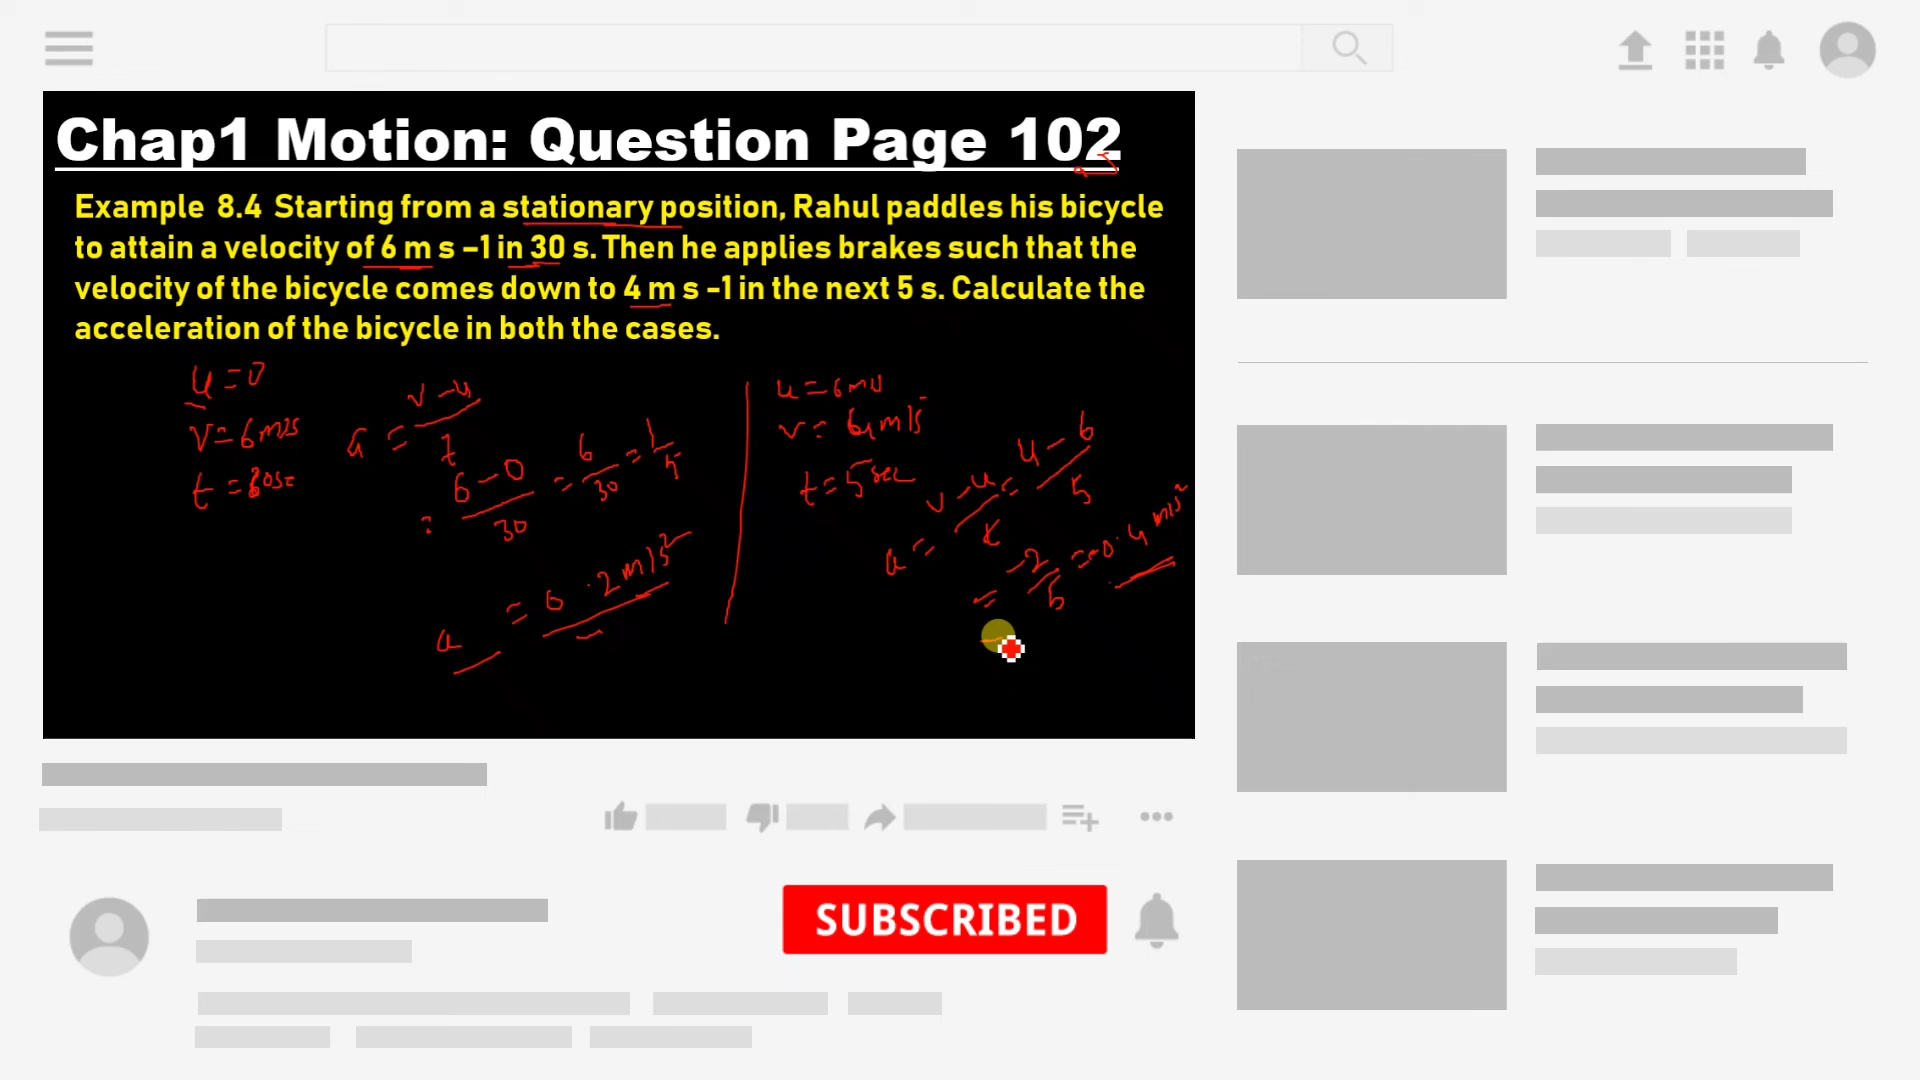 Chap1 Motion: Question Page 102
Example 8.4 Starting from a stationary position, Rahul paddles his bicycle
to attain a velocity of 6 m s –1 in 30 s. Then he applies brakes such that the
velocity of the bicycle comes down to 4 m s -1 in the next 5 s. Calculate the
acceleration of the bicycle in both the cases.
u = 0
v = 6 m/s
t =
a = v - u / t
= 6 - 0 / 30 = 6 / 30 = 1 / 5
a = 0.2 m/s²
u = 6
v = 4 m/s
t = 5 sec
a = v - u / t = 4 - 6 / 5
= -2 / 5 = -0.4 m/s²
SUBSCRIBED